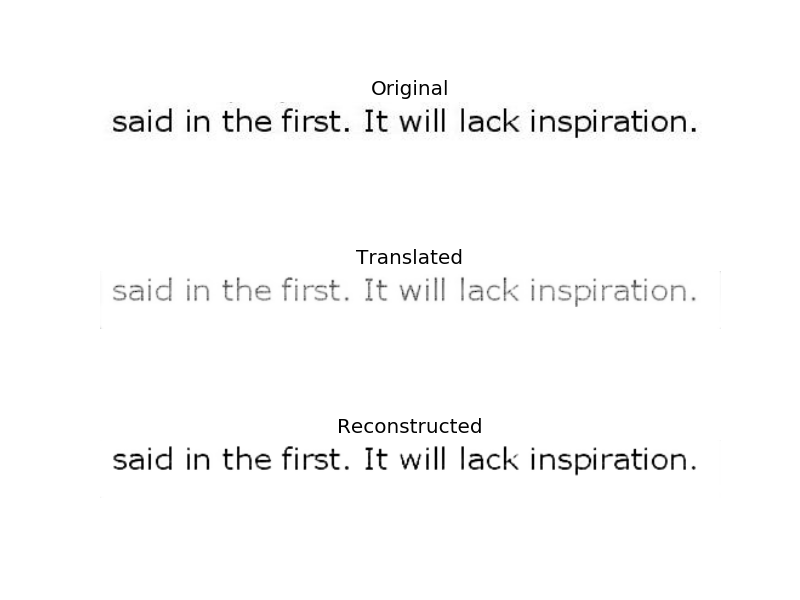 Original
said in the first. It will lack inspiration.
Translated
said in the first. It will lack inspiration.
Reconstructed
said in the first. It will lack inspiration.